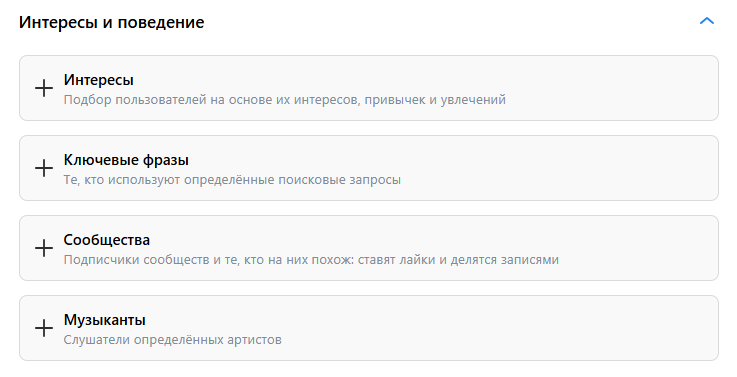 Интересы и поведение
Интересы
Подбор пользователей на основе их интересов, привычек и увлечений
Ключевые фразы
Те, кто используют определённые поисковые запросы
Сообщества
Подписчики сообществ и те, кто на них похож: ставят лайки и делятся записями
Музыканты
Слушатели определённых артистов